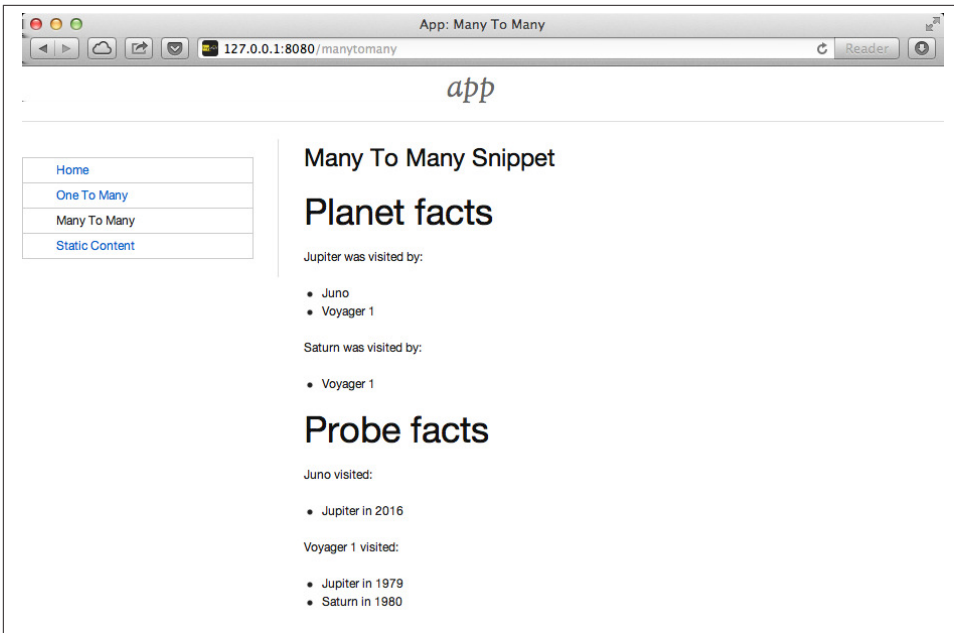 App: Many To Many
127.0.0.1:8080/manytomany
Reader
app
Home
One To Many
Many To Many
Static Content
Many To Many Snippet
Planet facts
Jupiter was visited by:
• Juno
• Voyager 1
Saturn was visited by:
• Voyager 1
Probe facts
Juno visited:
• Jupiter in 2016
Voyager 1 visited:
• Jupiter in 1979
• Saturn in 1980